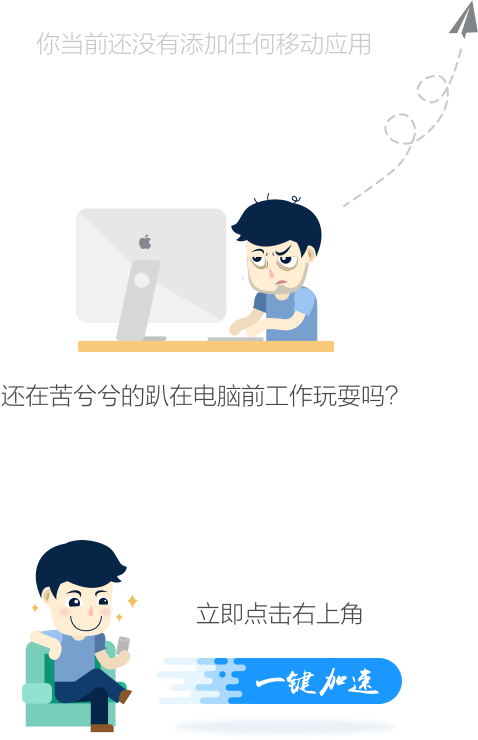 你当前还没有添加任何移动应用
还在苦兮兮的趴在电脑前工作玩耍吗?
立即点击右上角
一键加速